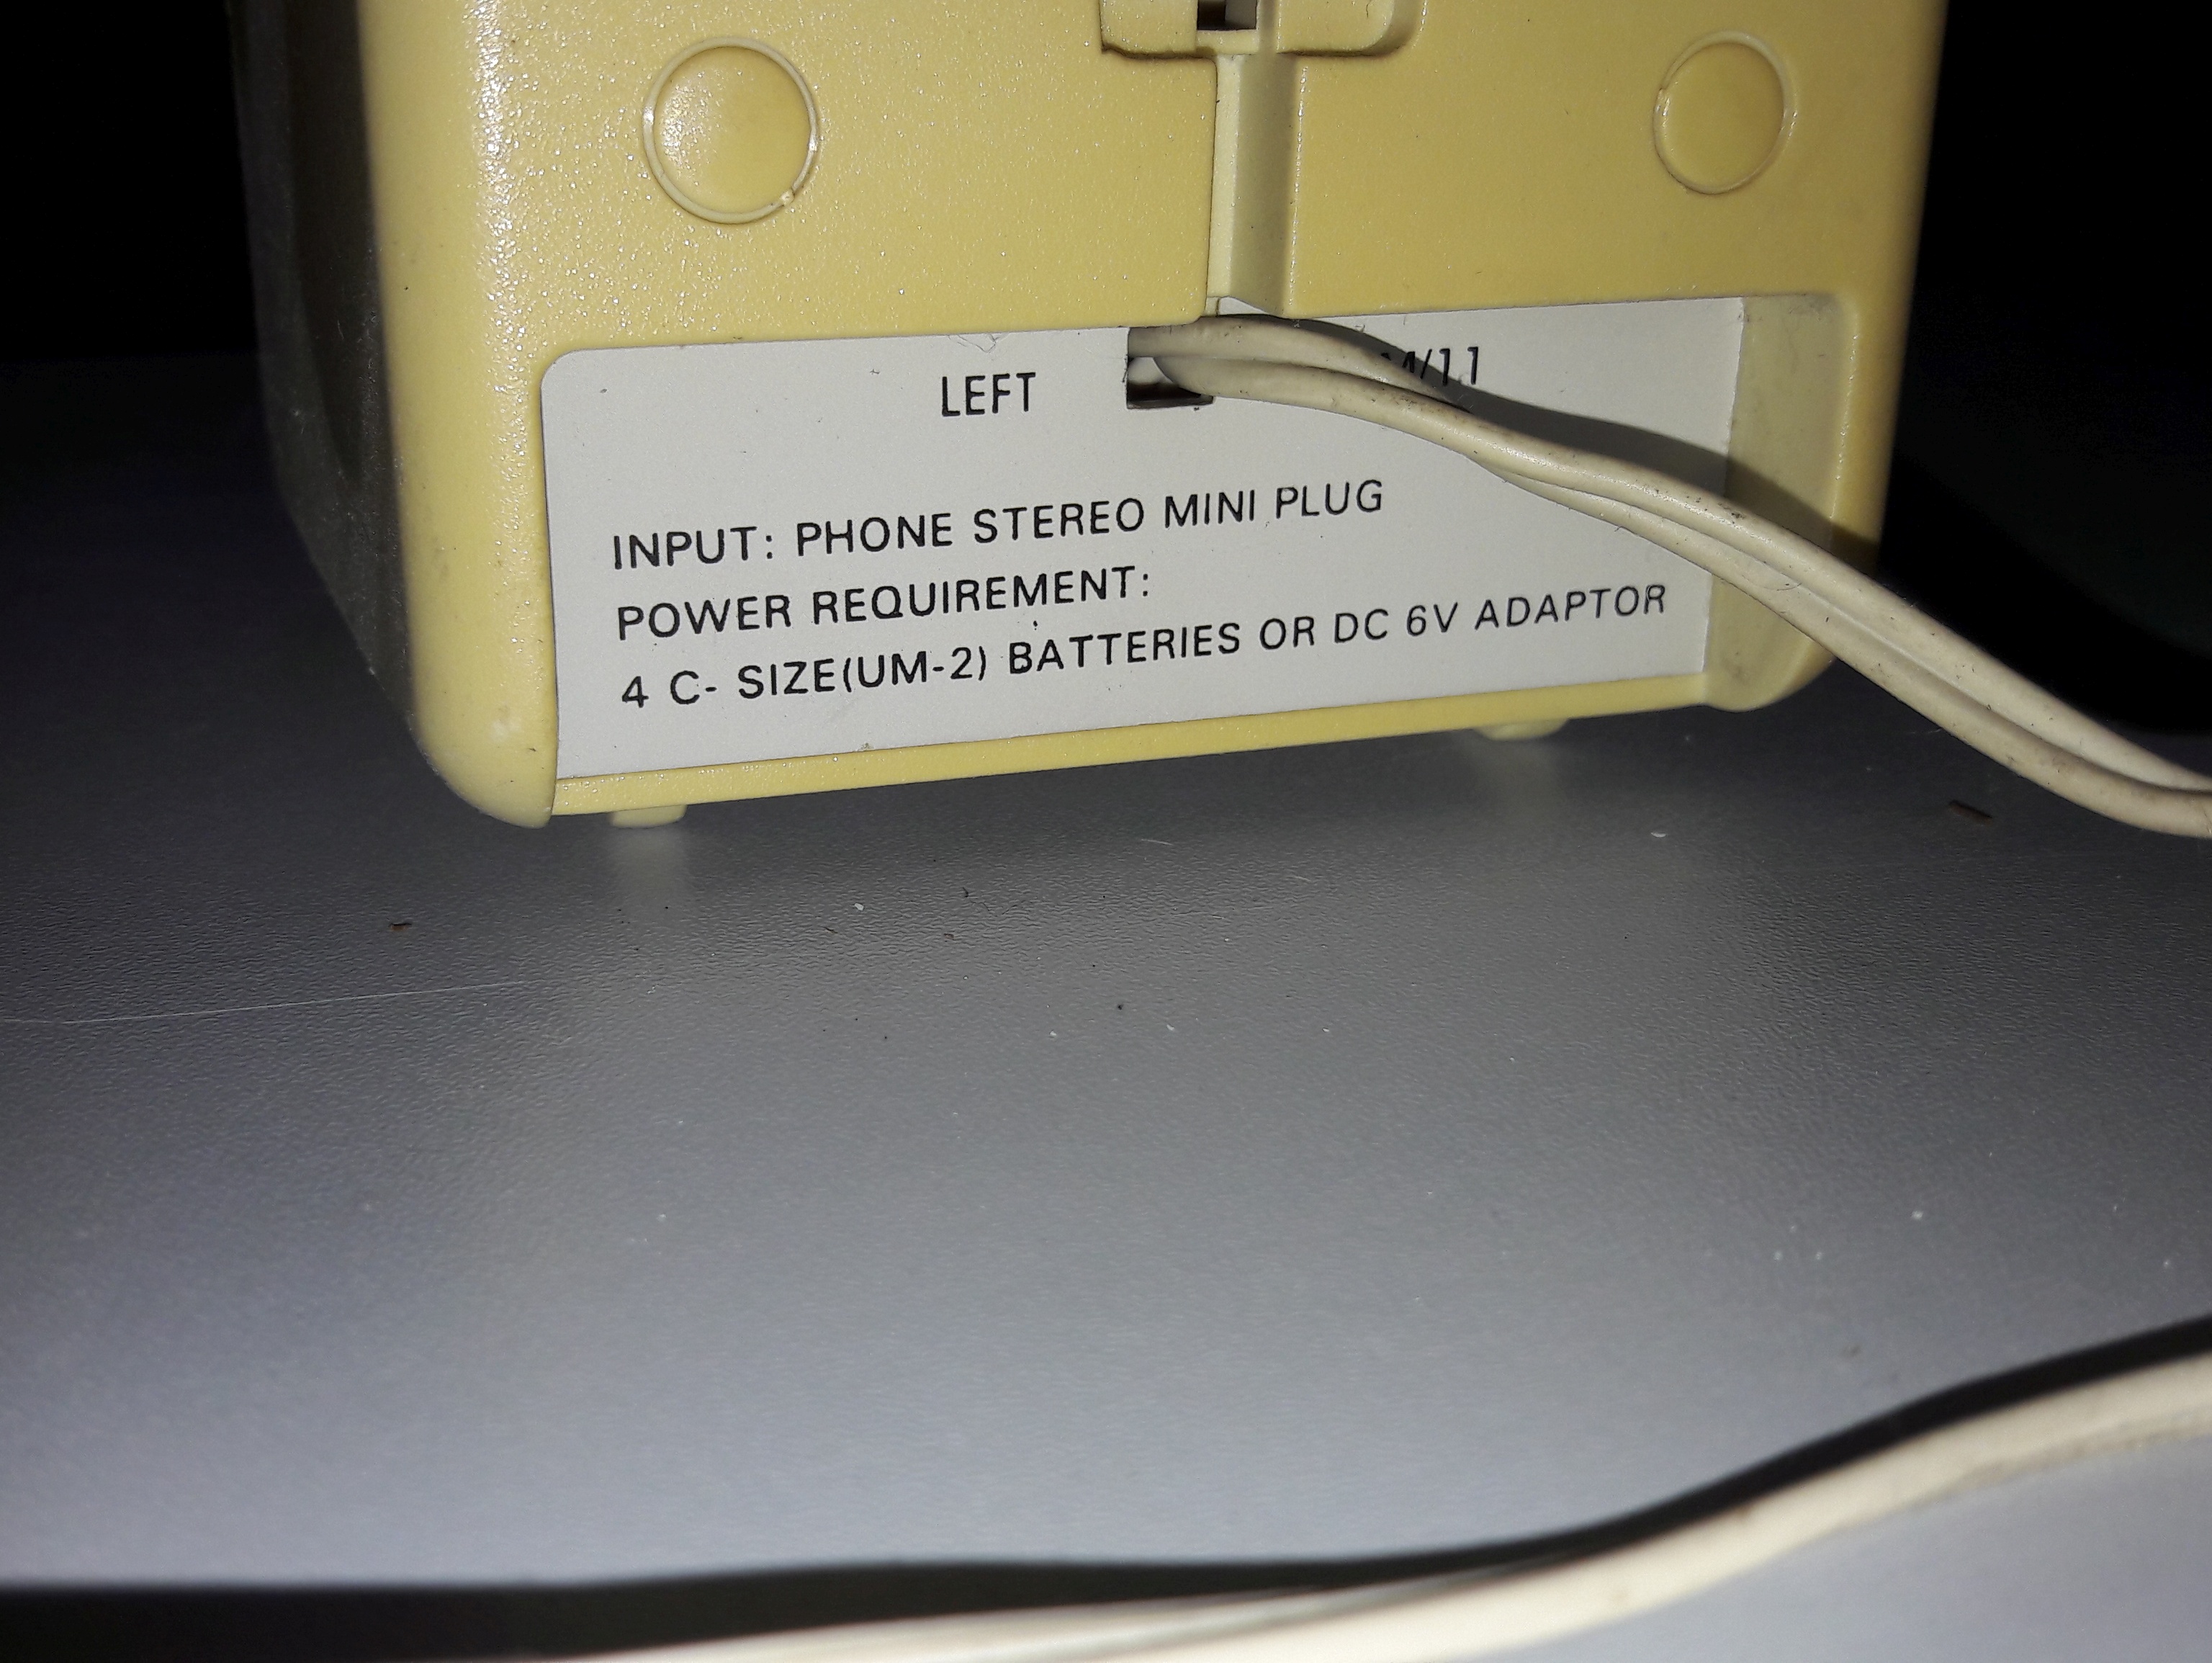 LEFT
INPUT: PHONE STEREO MINI PLUG
POWER REQUIREMENT:
4 C- SIZE(UM-2) BATTERIES OR DC 6V ADAPTOR